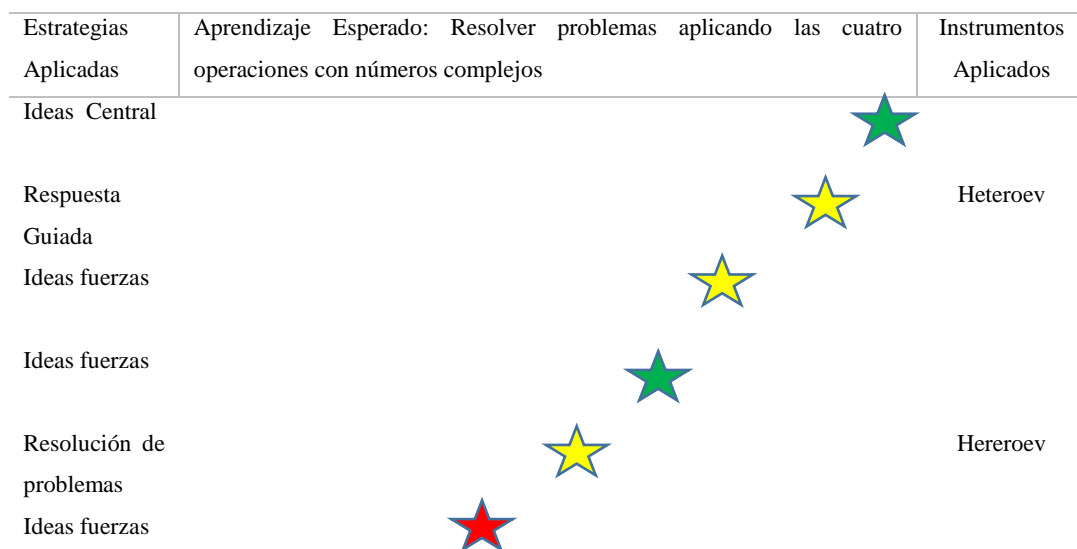 Estrategias Aplicadas
Aprendizaje Esperado: Resolver problemas aplicando las cuatro
operaciones con números complejos
Instrumentos
Aplicados
Ideas Central
Respuesta
Guiada
Heteroev
Ideas fuerzas
Ideas fuerzas
Resolución de
problemas
Hereroev
Ideas fuerzas